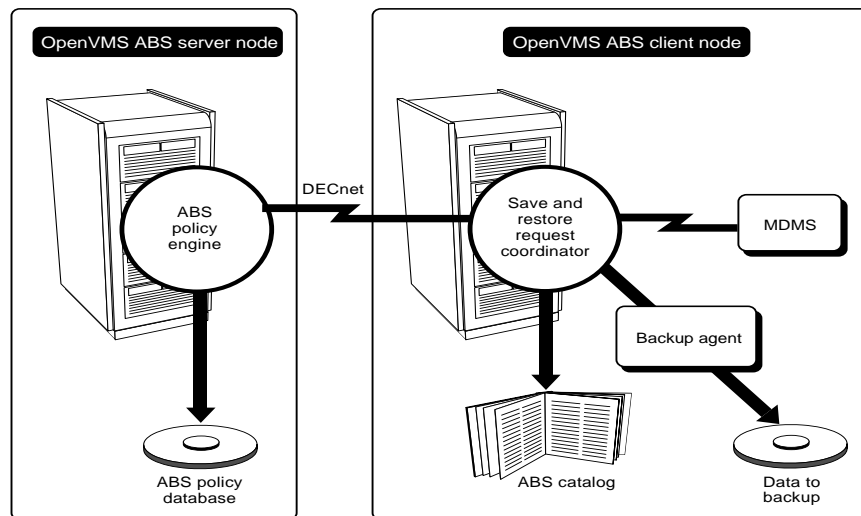 OpenVMS ABS server node
OpenVMS ABS client node
DECnet
ABS
policy
engine
Save and
restore
request
coordinator
MDMS
Backup agent
ABS policy
database
ABS catalog
Data to
backup